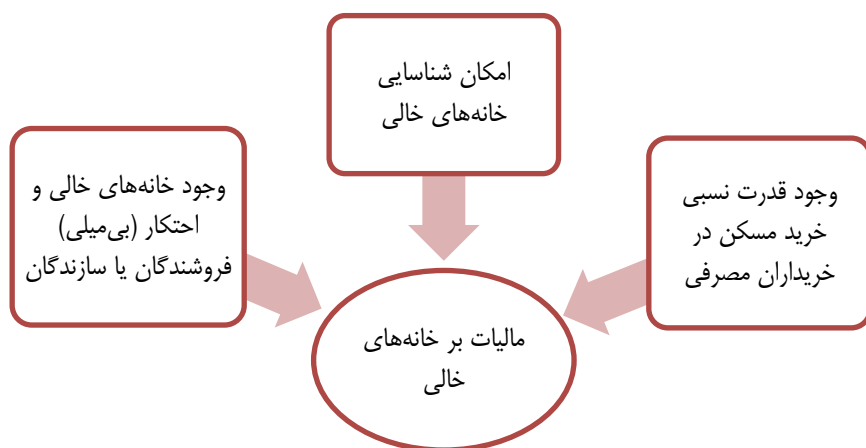 امکان شناسایی
خانه‌های خالی
وجود قدرت نسبی
خرید مسکن در
خریداران مصرفی
وجود خانه‌های خالی و
احتکار (بی‌میلی)
فروشندگان یا سازندگان
مالیات بر خانه‌های
خالی